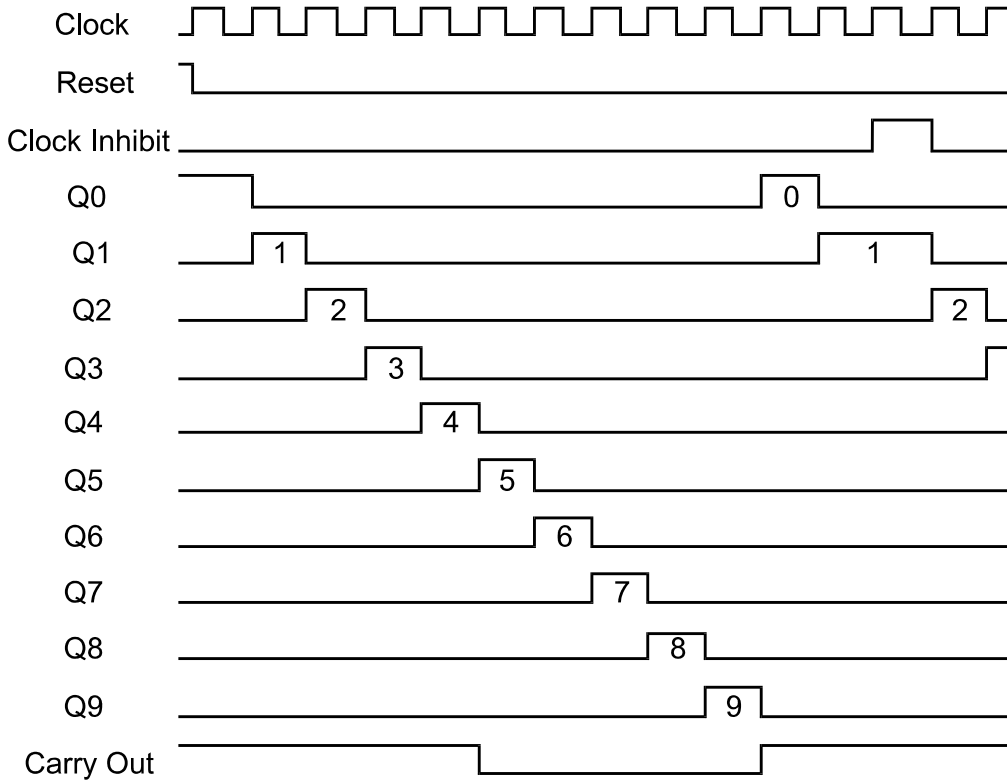 Clock
Reset
Clock Inhibit
Q0 0
Q1 1 1
Q2 2 2
Q3 3
Q4 4
Q5 5
Q6 6
Q7 7
Q8 8
Q9 9
Carry Out